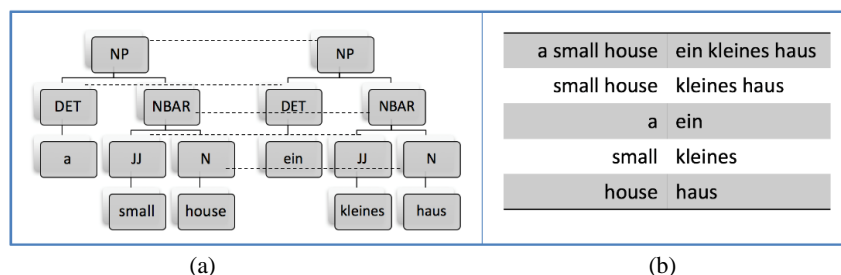 NP NP
DET NBAR DET NBAR
a JJ N ein JJ N
small house kleines haus
a small house ein kleines haus
small house kleines haus
a ein
small kleines
house haus
(a) (b)